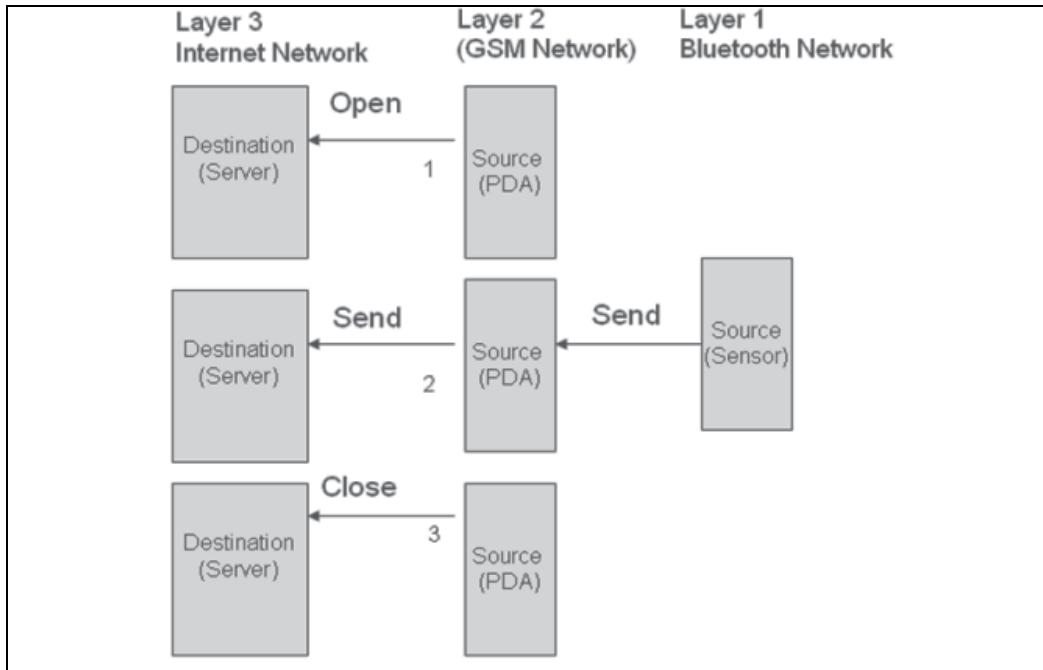 Layer 3
Internet Network
Layer 2
(GSM Network)
Layer 1
Bluetooth Network
Open
Destination
(Server)
1
Source
(PDA)
Send
Destination
(Server)
2
Source
(PDA)
Send
Source
(Sensor)
Close
Destination
(Server)
3
Source
(PDA)